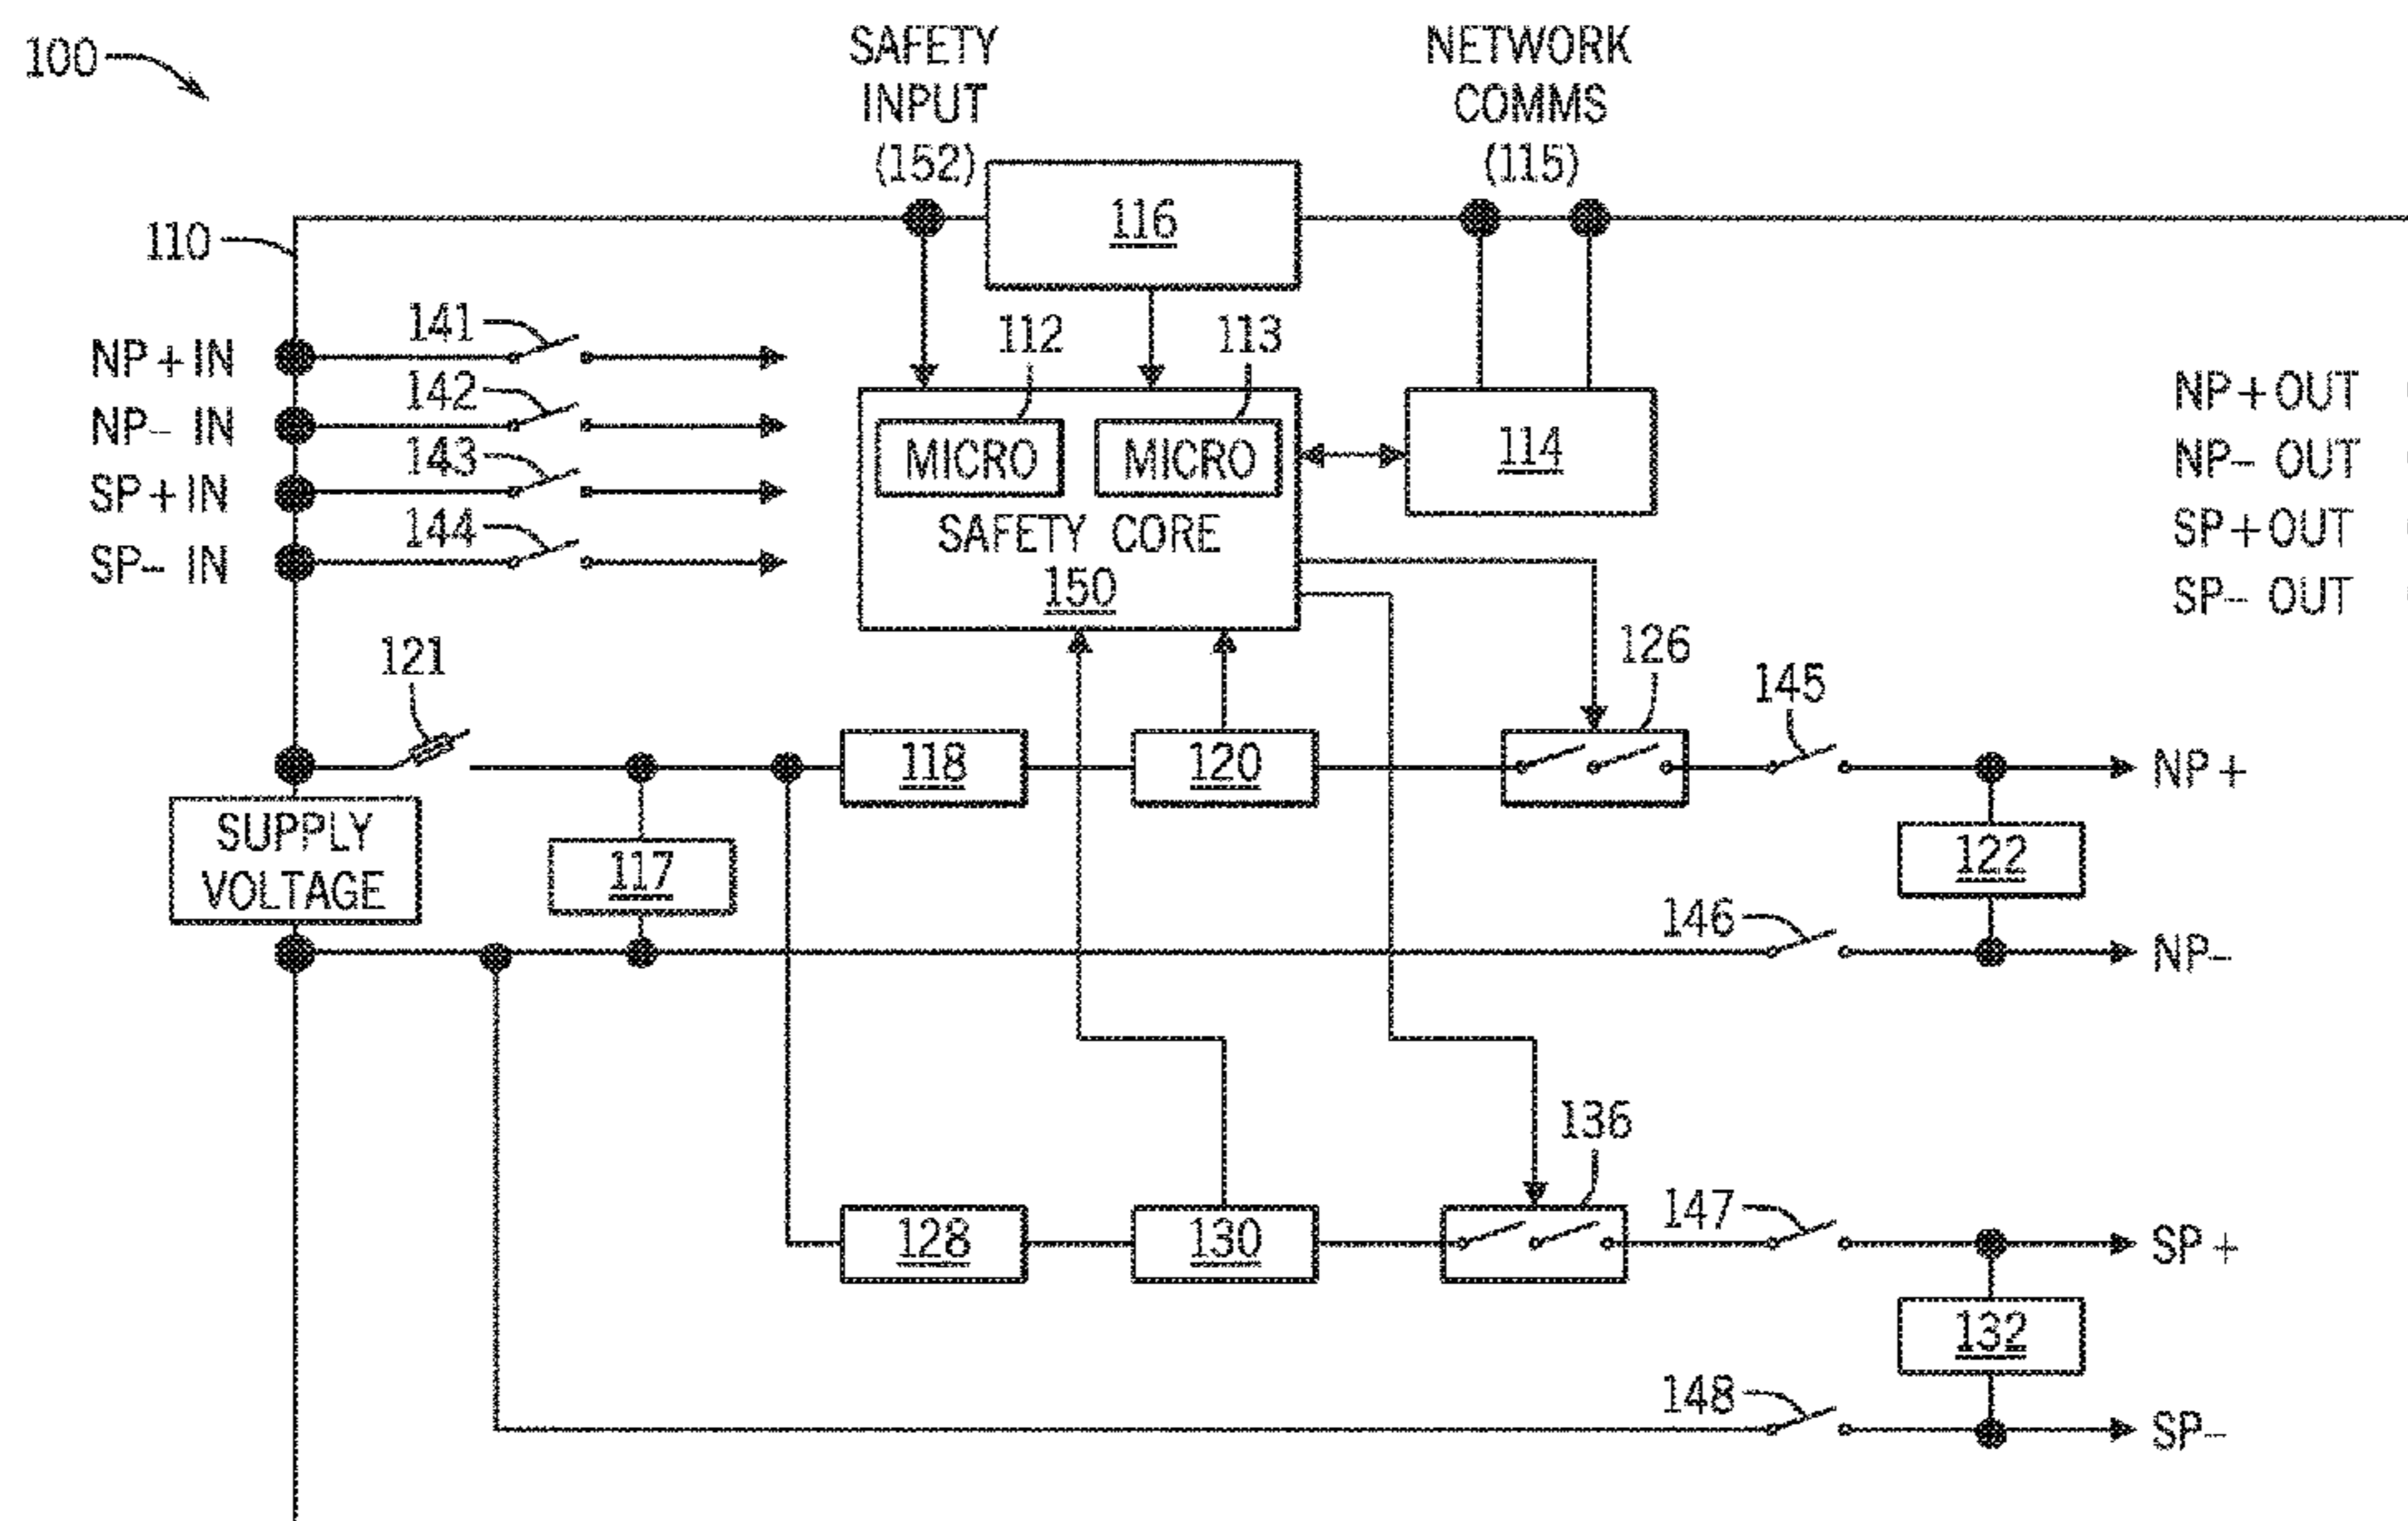 100
SAFETY
INPUT
(152)
NETWORK
COMMS
(115)
116
110
141
NP+IN
142
NP- IN
143
SP+IN
144
SP- IN
112
113
MICRO
MICRO
SAFETY CORE
150
114
NP+OUT
NP- OUT
SP+OUT
SP- OUT
121
126
145
118
120
NP+
SUPPLY
VOLTAGE
117
122
146
NP-
136
147
128
130
SP+
132
148
SP-